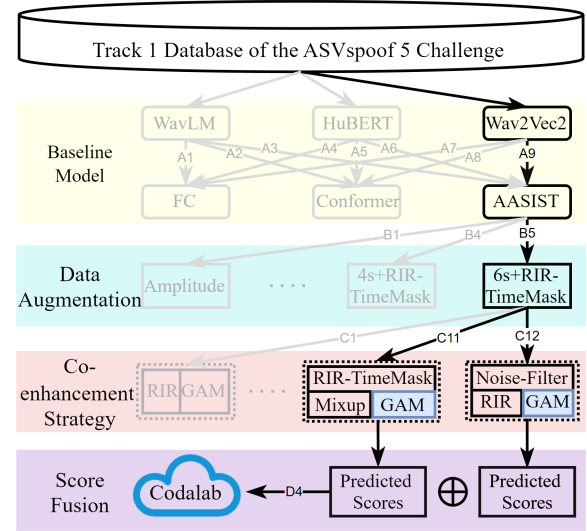 Track 1 Database of the ASVspoof 5 Challenge
Baseline
Model
WavLM
HuBERT
Wav2Vec2
A1
A2
A3
A4
A5
A6
A7
A8
A9
FC
Conformer
AASIST
B1
B4
B5
Data
Augmentation
Amplitude
....
4s+RIR-
TimeMask
6s+RIR-
TimeMask
C1
C11
C12
Co-
enhancement
Strategy
RIR
GAM
....
RIR-TimeMask
Mixup
GAM
Noise-Filter
RIR
GAM
Score
Fusion
Codalab
D4
Predicted
Scores
Predicted
Scores